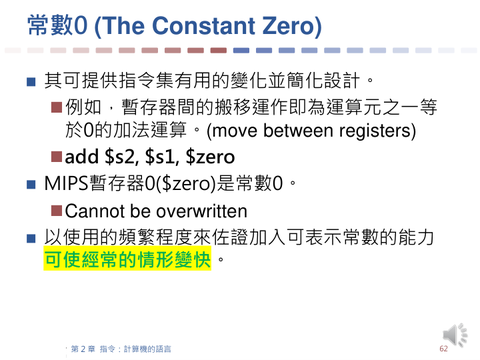 常數0 (The Constant Zero)
其可提供指令集有用的變化並簡化設計。
例如，暫存器間的搬移運作即為運算元之一等
於0的加法運算。(move between registers)
add $s2, $s1, $zero
MIPS暫存器0($zero)是常數0。
Cannot be overwritten
以使用的頻繁程度來佐證加入可表示常數的能力
可使經常的情形變快。
第 2 章 指令：計算機的語言
62